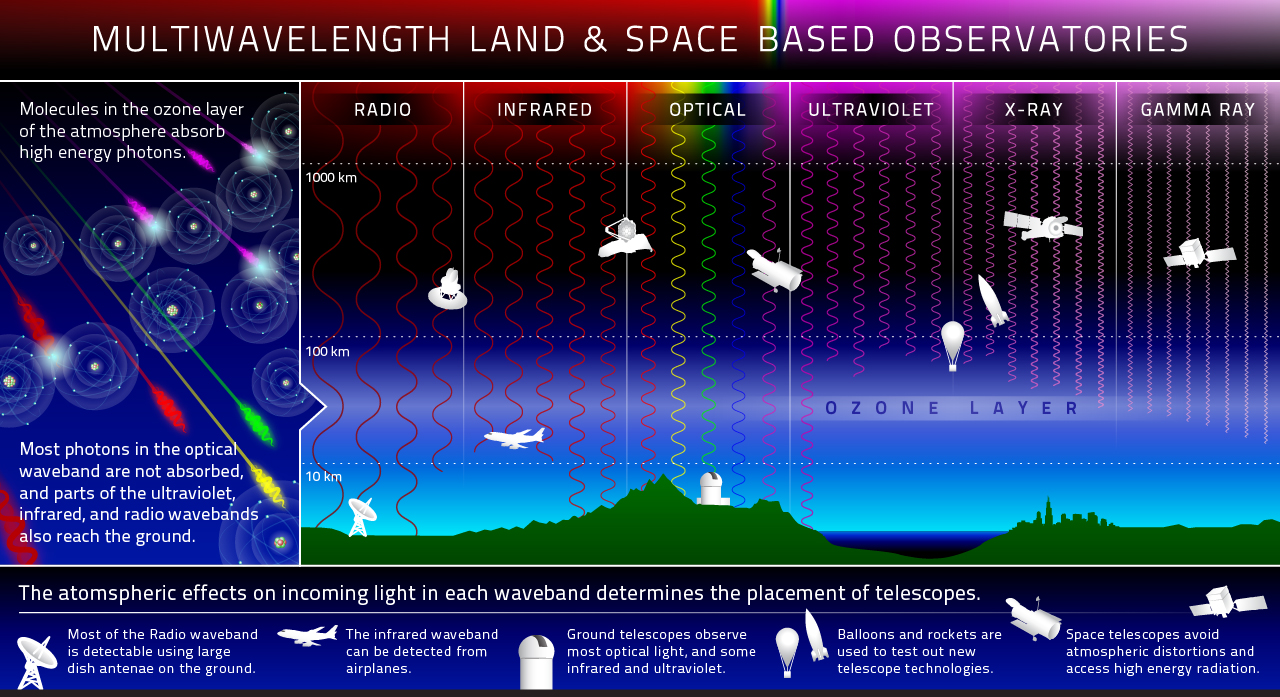 MULTIWAVELENGTH LAND & SPACE BASED OBSERVATORIES
Molecules in the ozone layer
of the atmosphere absorb
high energy photons.
Most photons in the optical
waveband are not absorbed,
and parts of the ultraviolet,
infrared, and radio wavebands
also reach the ground.
RADIO
INFRARED
OPTICAL
ULTRAVIOLET
X-RAY
GAMMA RAY
1000 km
100 km
OZONE LAYER
10 km
The atomspheric effects on incoming light in each waveband determines the placement of telescopes.
Most of the Radio waveband
is detectable using large
dish antenae on the ground.
The infrared waveband
can be detected from
airplanes.
Ground telescopes observe
most optical light, and some
infrared and ultraviolet.
Balloons and rockets are
used to test out new
telescope technologies.
Space telescopes avoid
atmospheric distortions and
access high energy radiation.